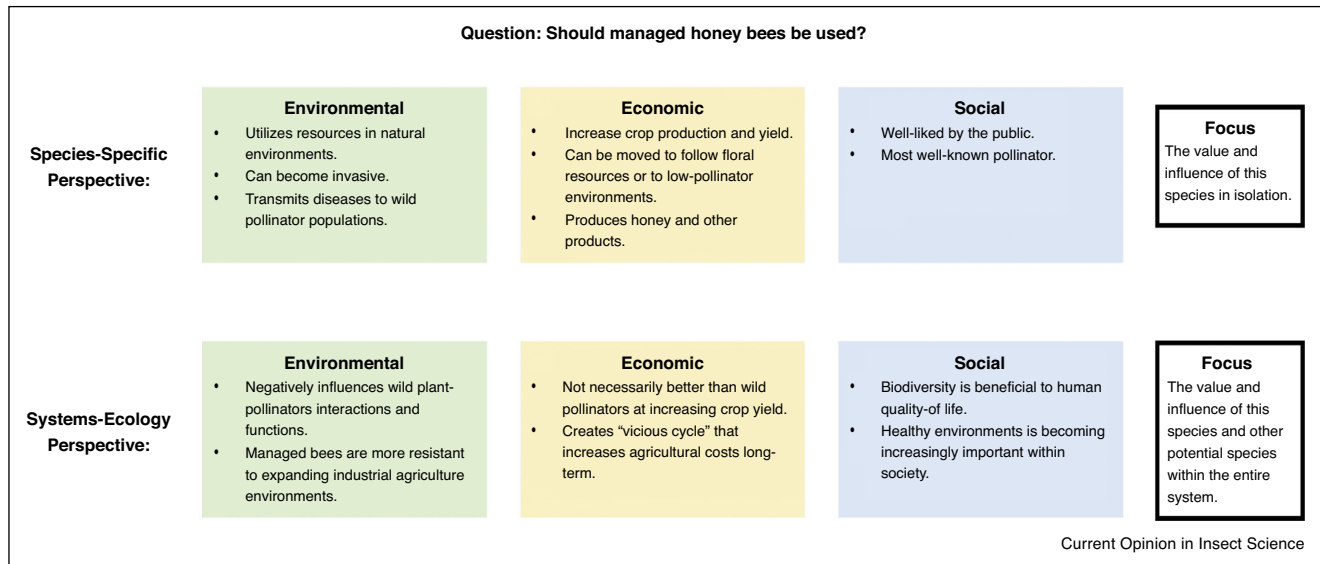 Question: Should managed honey bees be used?
Species-Specific
Perspective:
Environmental
• Utilizes resources in natural
environments.
• Can become invasive.
• Transmits diseases to wild
pollinator populations.
Economic
• Increase crop production and yield.
• Can be moved to follow floral
resources or to low-pollinator
environments.
• Produces honey and other
products.
Social
• Well-liked by the public.
• Most well-known pollinator.
Focus
The value and
influence of this
species in isolation.
Systems-Ecology
Perspective:
Environmental
• Negatively influences wild plant-
pollinators interactions and
functions.
• Managed bees are more resistant
to expanding industrial agriculture
environments.
Economic
• Not necessarily better than wild
pollinators at increasing crop yield.
• Creates “vicious cycle” that
increases agricultural costs long-
term.
Social
• Biodiversity is beneficial to human
quality-of life.
• Healthy environments is becoming
increasingly important within
society.
Focus
The value and
influence of this
species and other
potential species
within the entire
system.
Current Opinion in Insect Science